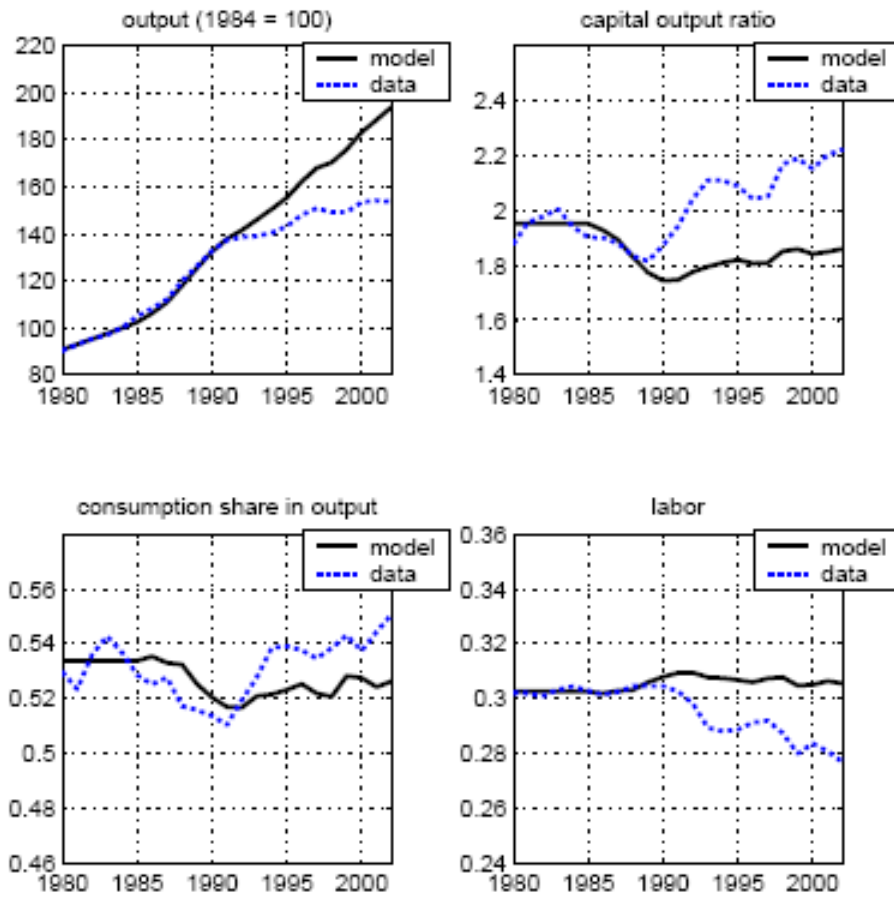 output (1984 = 100)
model
data
220
200
180
160
140
120
100
80
1980 1985 1990 1995 2000
capital output ratio
model
data
2.4
2.2
2
1.8
1.6
1.4
1980 1985 1990 1995 2000
consumption share in output
model
data
0.56
0.54
0.52
0.5
0.48
0.46
1980 1985 1990 1995 2000
labor
model
data
0.36
0.34
0.32
0.3
0.28
0.26
0.24
1980 1985 1990 1995 2000